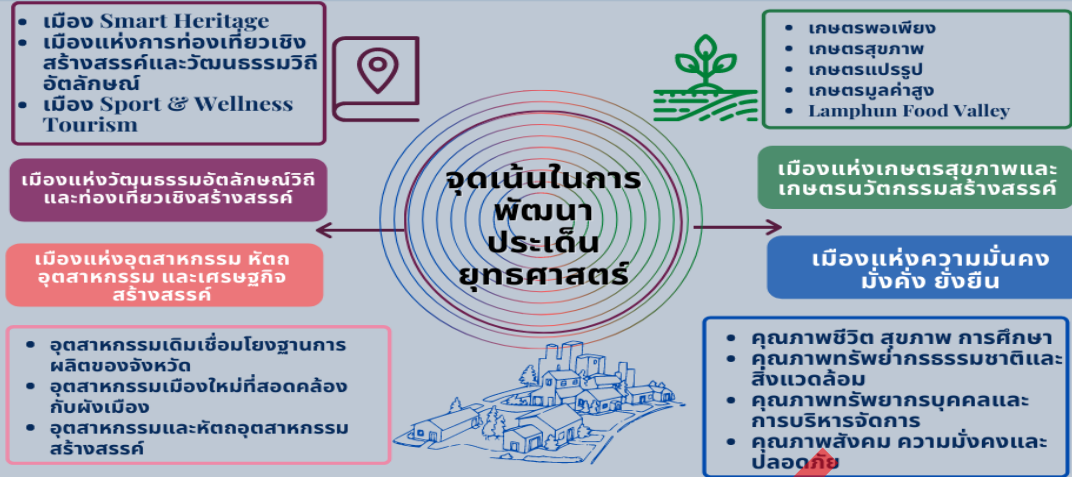 • เมือง Smart Heritage
• เมืองแห่งการท่องเที่ยวเชิง
สร้างสรรค์และวัฒนธรรมวิถี
อัตลักษณ์
• เมือง Sport & Wellness
Tourism
เมืองแห่งวัฒนธรรมอัตลักษณ์วิถี
และท่องเที่ยวเชิงสร้างสรรค์
• เกษตรพอเพียง
• เกษตรสุขภาพ
• เกษตรแปรรูป
• เกษตรมูลค่าสูง
• Lamphun Food Valley
เมืองแห่งเกษตรสุขภาพและ
เกษตรนวัตกรรมสร้างสรรค์
จุดเน้นในการ
พัฒนา
ประเด็น
ยุทธศาสตร์
เมืองแห่งอุตสาหกรรม หัตถ
อุตสาหกรรม และเศรษฐกิจ
สร้างสรรค์
• อุตสาหกรรมเดิมเชื่อมโยงฐานการ
ผลิตของจังหวัด
• อุตสาหกรรมเมืองใหม่ที่สอดคล้อง
กับผังเมือง
• อุตสาหกรรมและหัตถอุตสาหกรรม
สร้างสรรค์
เมืองแห่งความมั่นคง
มั่งคั่ง ยั่งยืน
• คุณภาพชีวิต สุขภาพ การศึกษา
• คุณภาพทรัพยากรธรรมชาติและ
สิ่งแวดล้อม
• คุณภาพทรัพยากรบุคคลและ
การบริหารจัดการ
• คุณภาพสังคม ความมั่นคงและ
ปลอดภัย